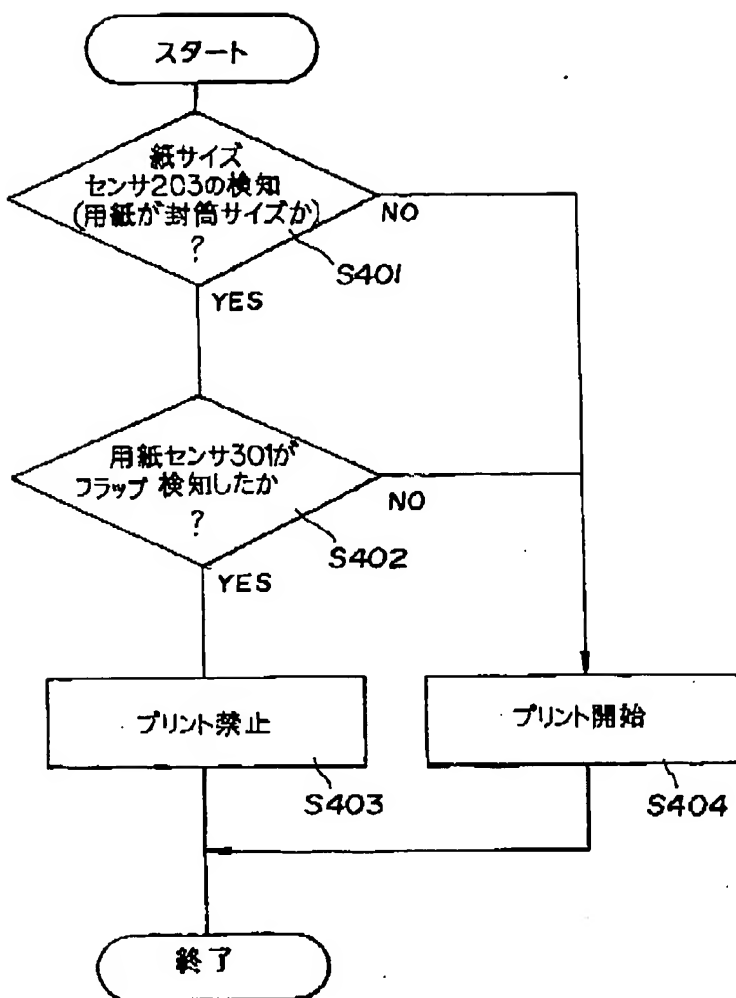 スタート
紙サイズ
センサ203の検知
(用紙が封筒サイズか)
?
NO
S401
YES
用紙センサ301が
フラップ検知したか
?
NO
S402
YES
プリント禁止
プリント開始
S403
S404
終了